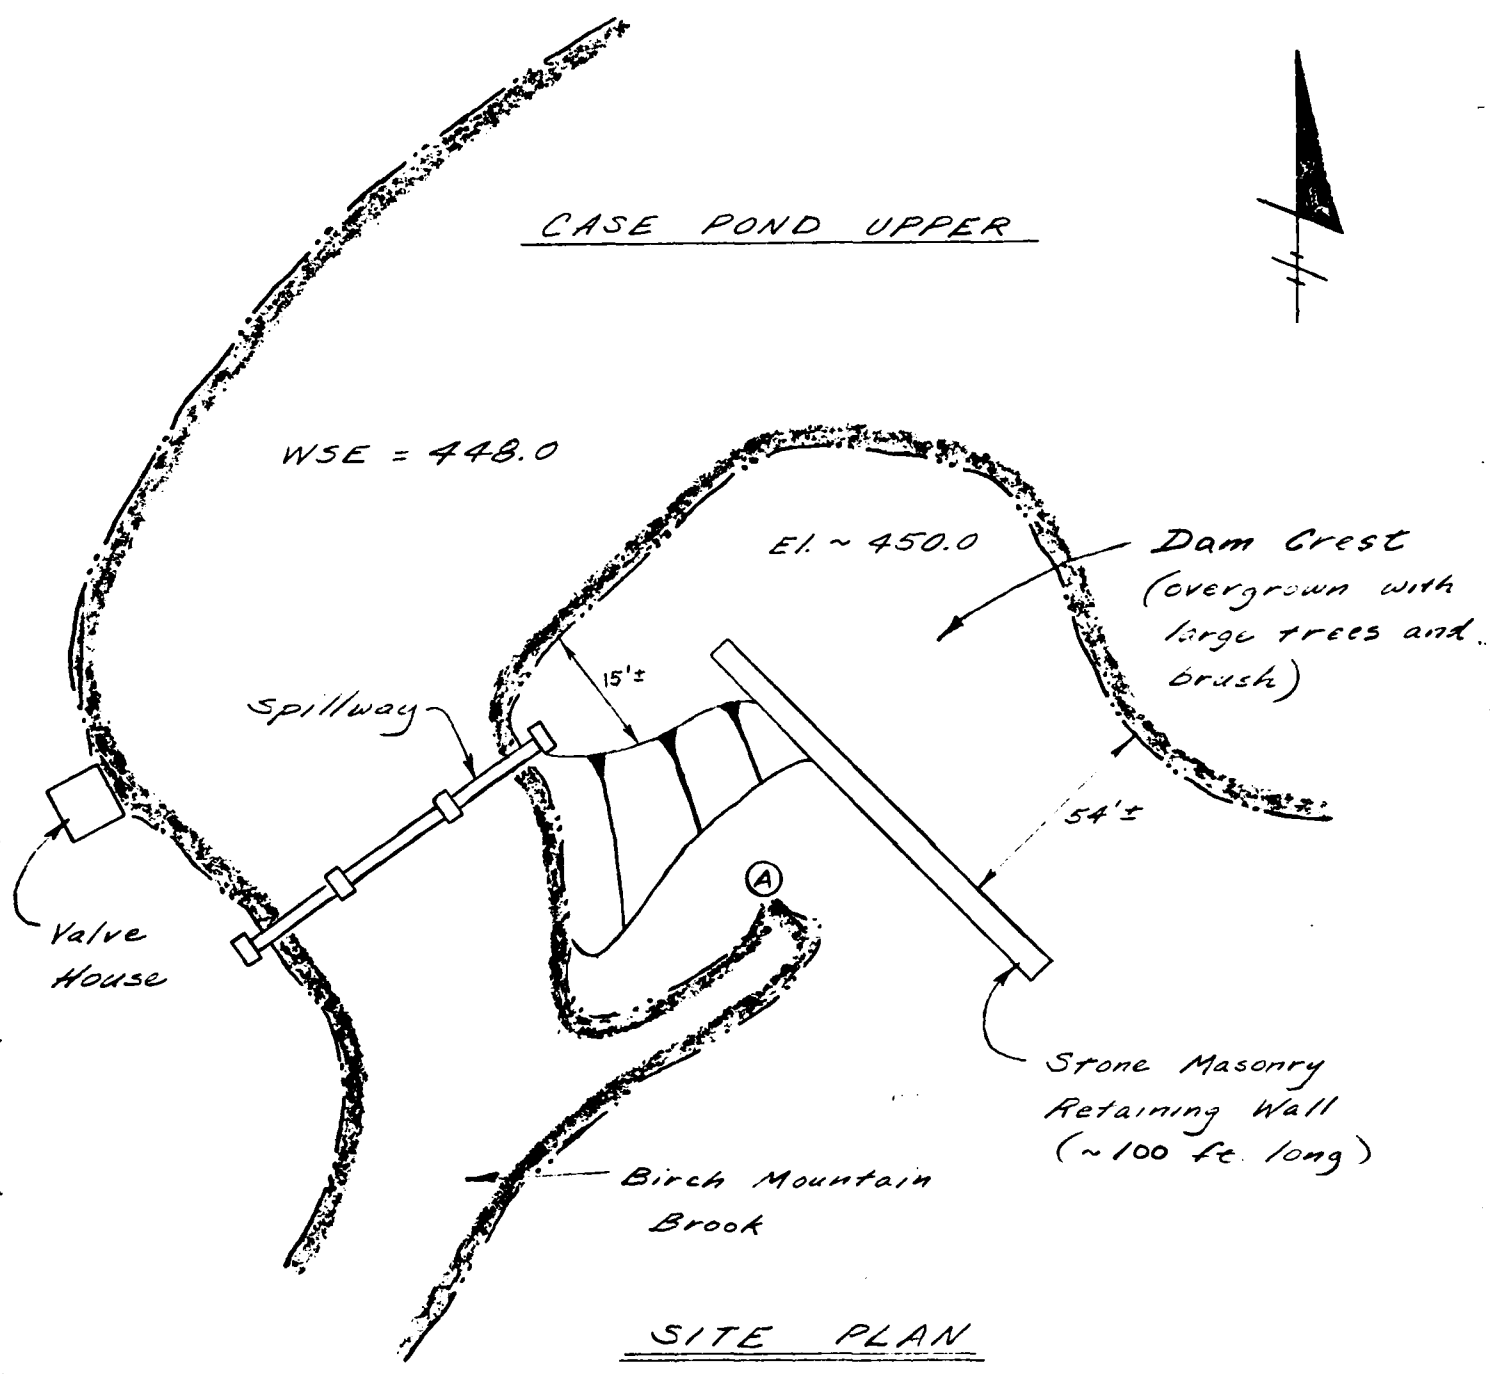 CASE POND UPPER
WSE = 448.0
El. ~ 450.0
Dam Crest
(overgrown with
large trees and
brush)
15'±
Spillway
54'±
A
Valve
House
Stone Masonry
Retaining Wall
(~100 ft. long)
Birch Mountain
Brook
SITE PLAN